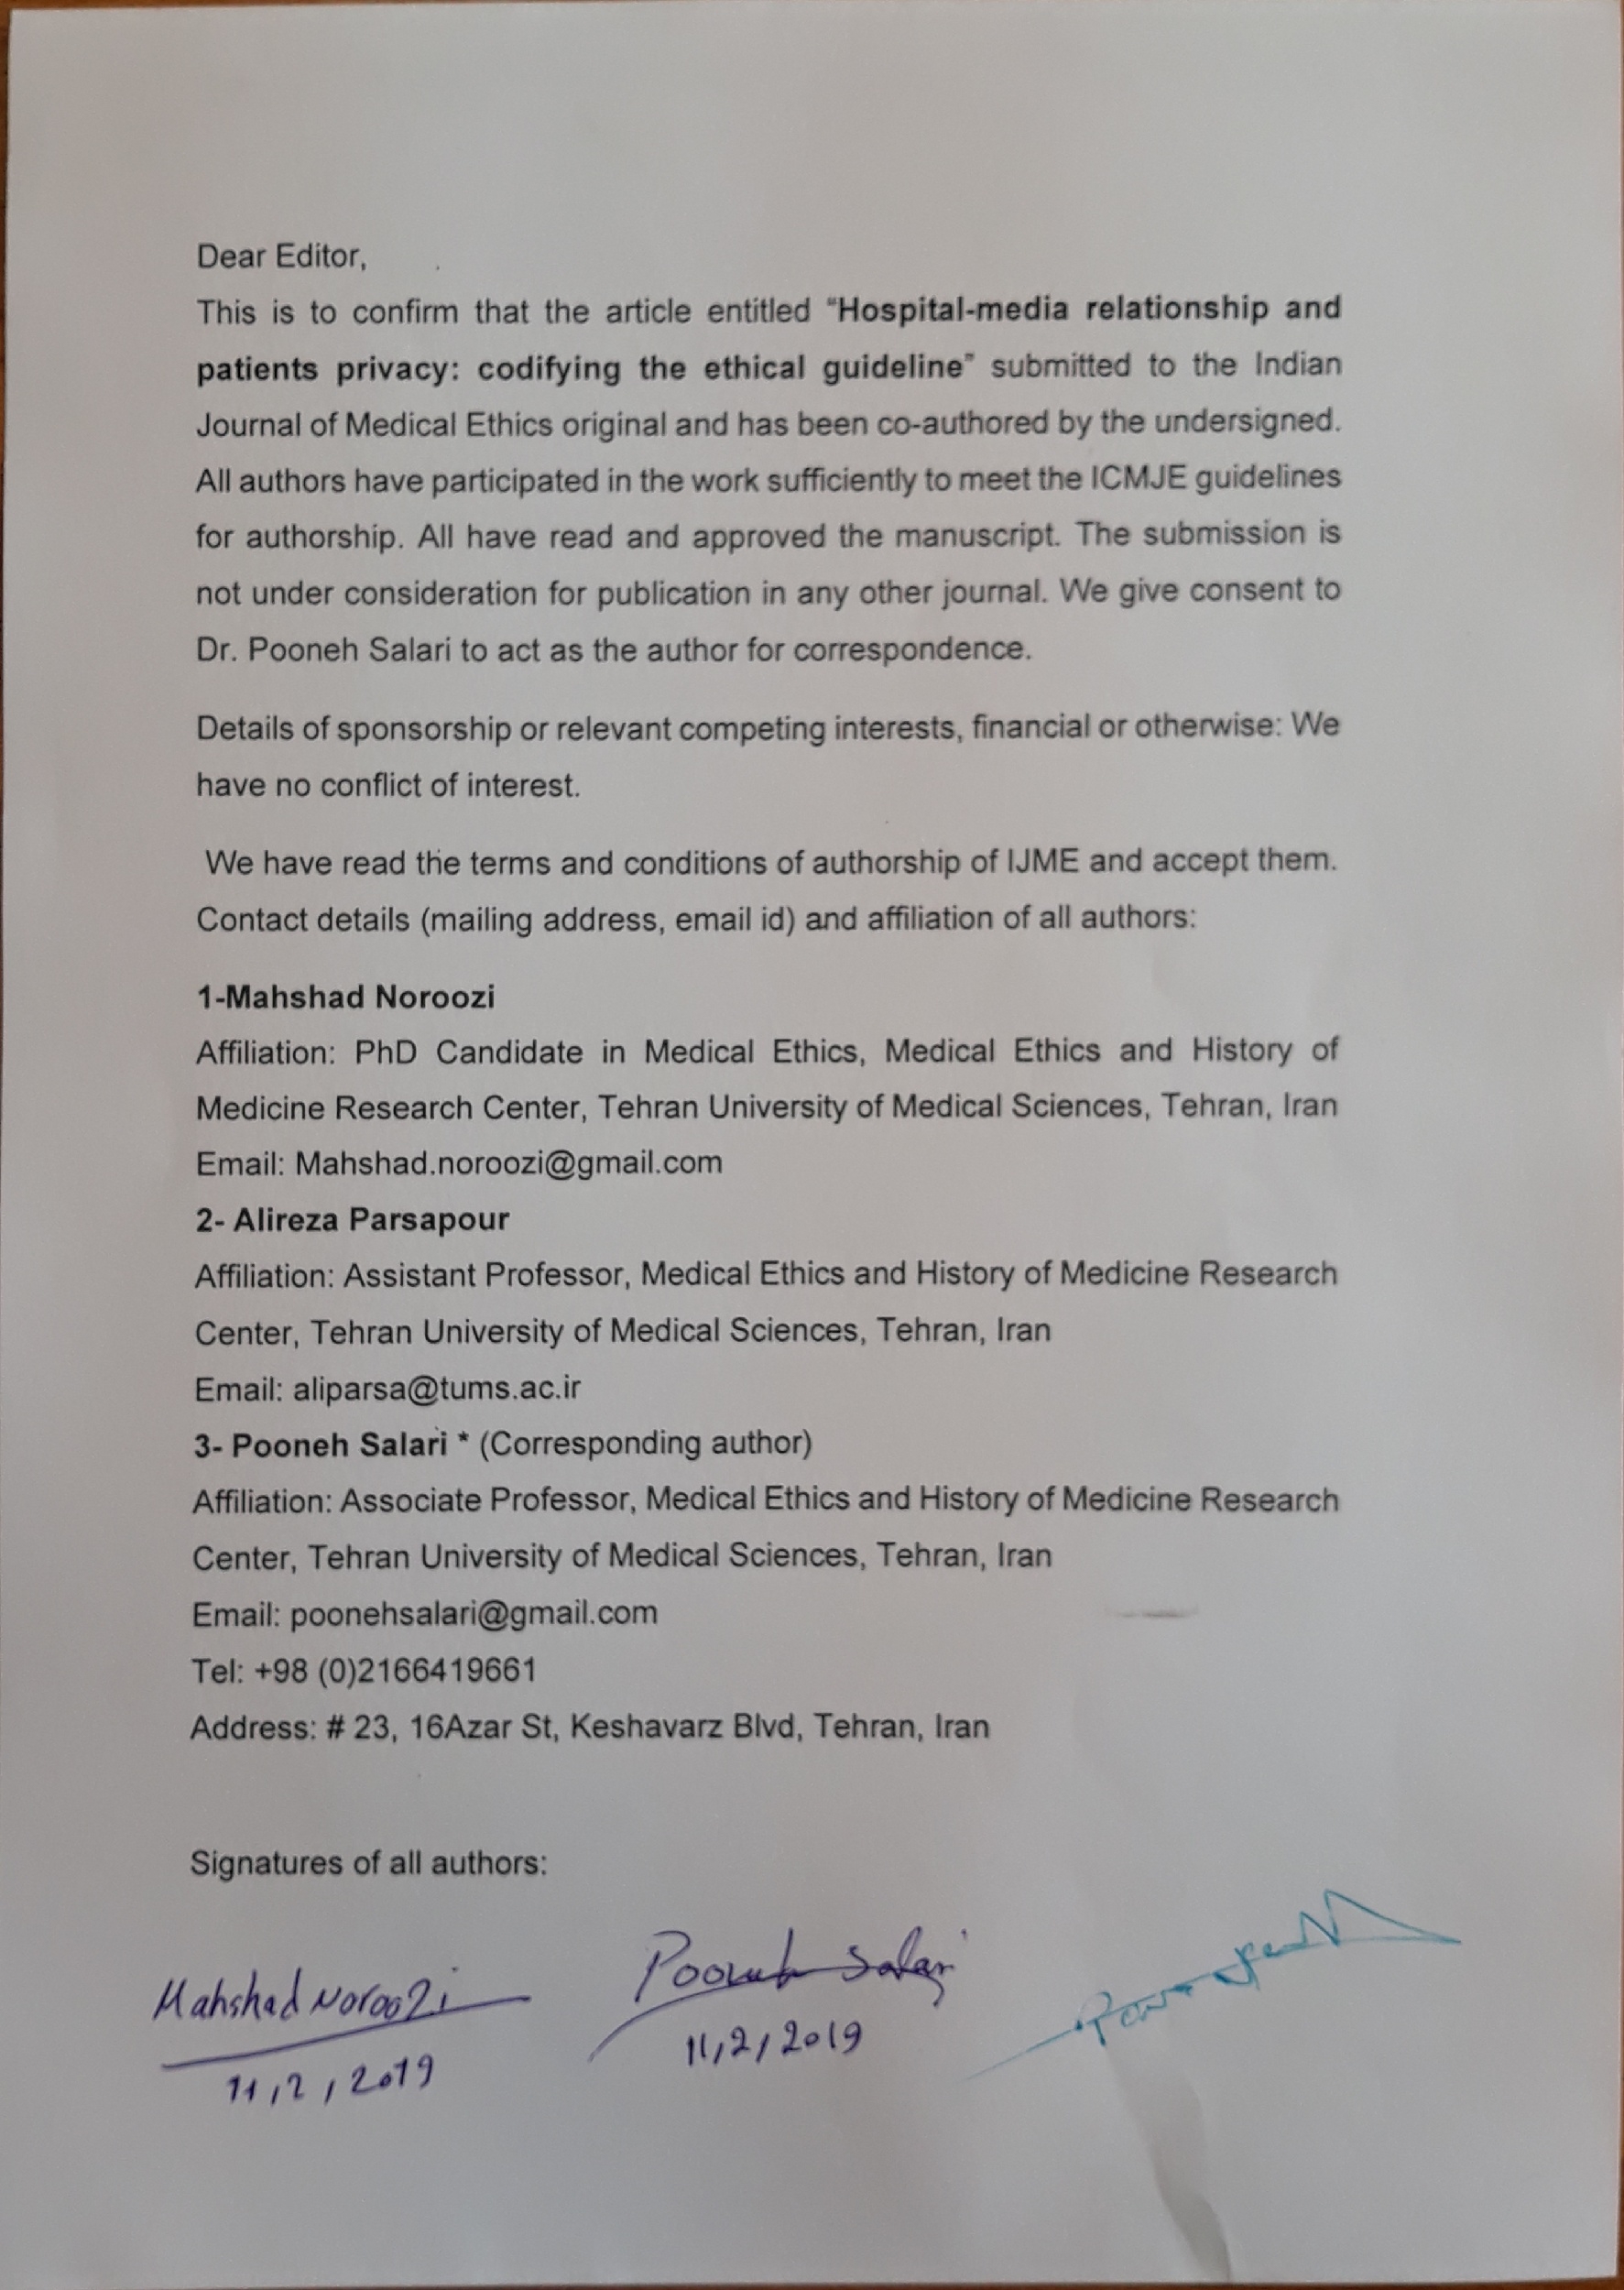 Dear Editor,
This is to confirm that the article entitled “Hospital-media relationship and
patients privacy: codifying the ethical guideline” submitted to the Indian
Journal of Medical Ethics original and has been co-authored by the undersigned.
All authors have participated in the work sufficiently to meet the ICMJE guidelines
for authorship. All have read and approved the manuscript. The submission is
not under consideration for publication in any other journal. We give consent to
Dr. Pooneh Salari to act as the author for correspondence.
Details of sponsorship or relevant competing interests, financial or otherwise: We
have no conflict of interest.
We have read the terms and conditions of authorship of IJME and accept them.
Contact details (mailing address, email id) and affiliation of all authors:
1-Mahshad Noroozi
Affiliation: PhD Candidate in Medical Ethics, Medical Ethics and History of
Medicine Research Center, Tehran University of Medical Sciences, Tehran, Iran
Email: Mahshad.noroozi@gmail.com
2- Alireza Parsapour
Affiliation: Assistant Professor, Medical Ethics and History of Medicine Research
Center, Tehran University of Medical Sciences, Tehran, Iran
Email: aliparsa@tums.ac.ir
3- Pooneh Salari * (Corresponding author)
Affiliation: Associate Professor, Medical Ethics and History of Medicine Research
Center, Tehran University of Medical Sciences, Tehran, Iran
Email: poonehsalari@gmail.com
Tel: +98 (0)2166419661
Address: # 23, 16Azar St, Keshavarz Blvd, Tehran, Iran
Signatures of all authors:
Mahshad Noroozi
11,2,2019
Pooneh Salari
11,2,2019